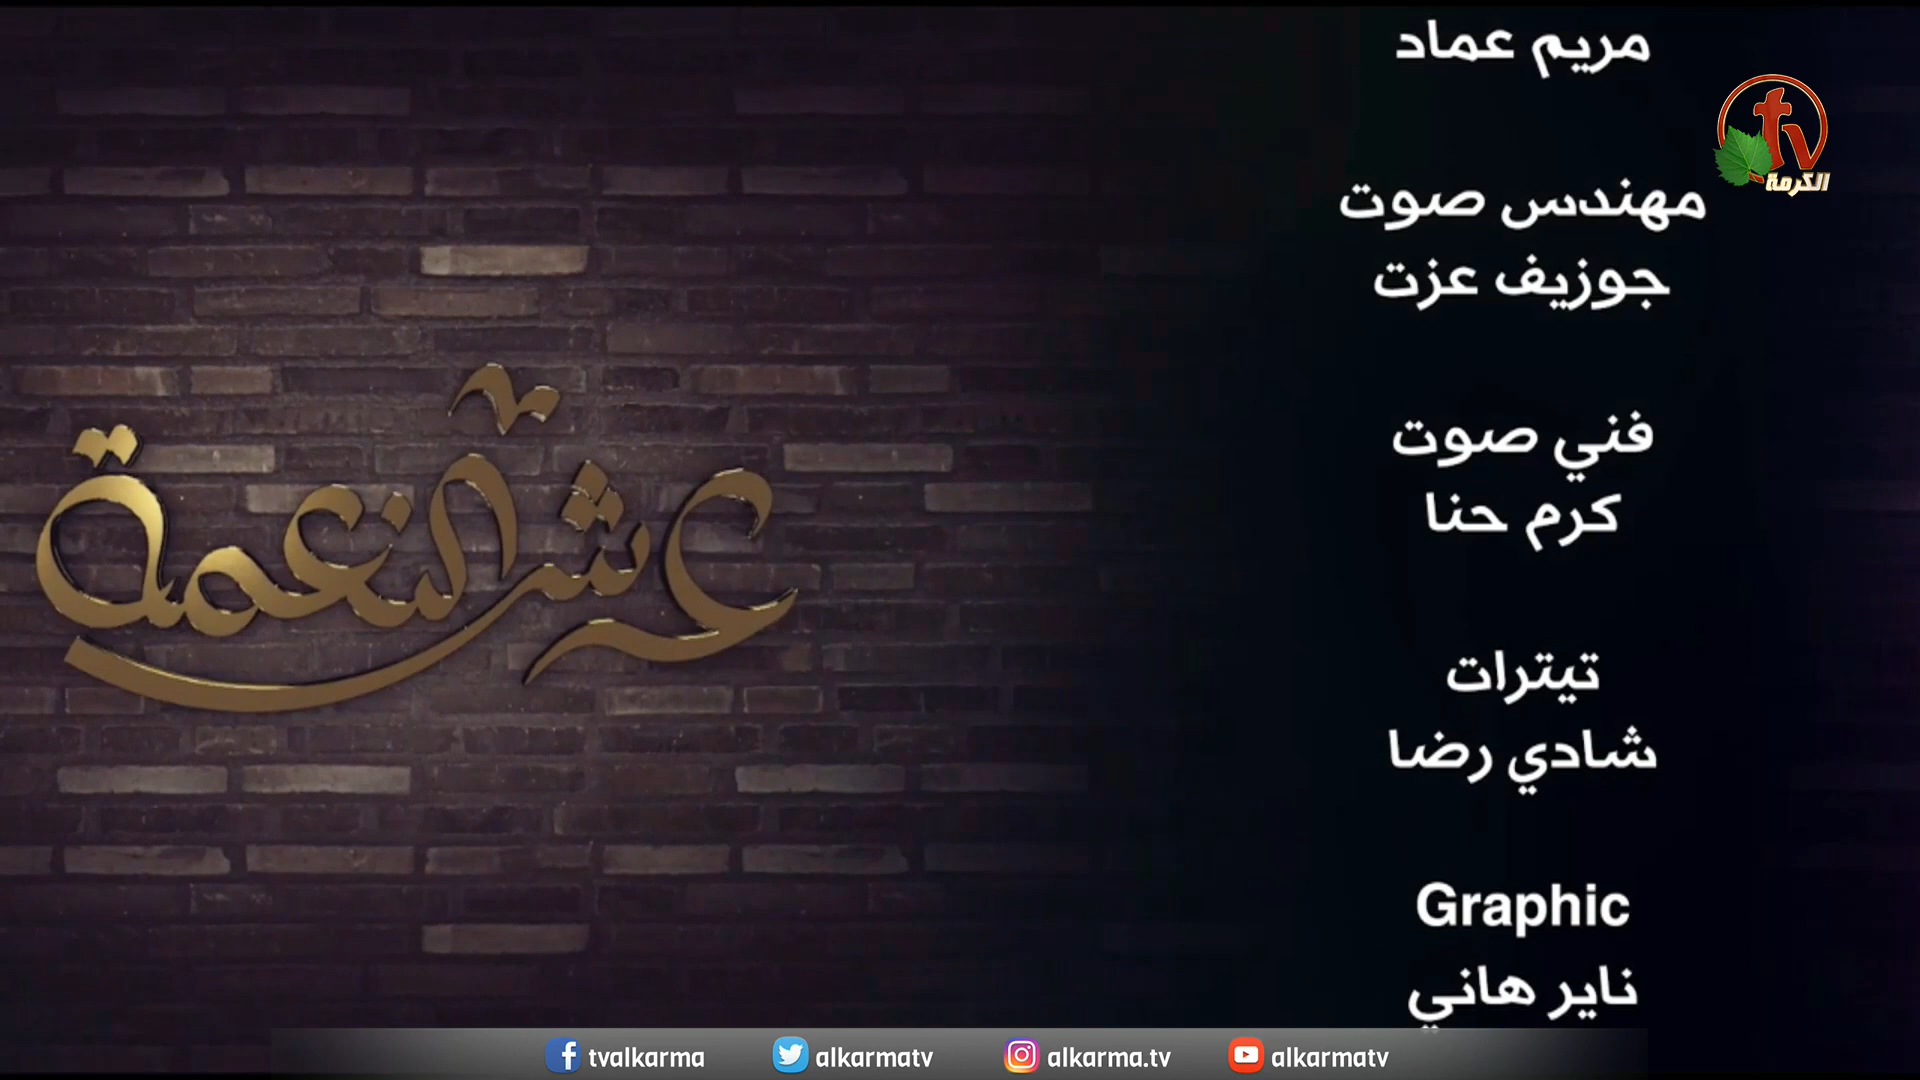 مريم عماد
tv
الكرمة
مهندس صوت
جوزيف عزت
فني صوت
كرم حنا
عرش النعمة
تيترات
شادي رضا
Graphic
ناير هاني
tvalkarma
alkarmatv
alkarma.tv
alkarmatv